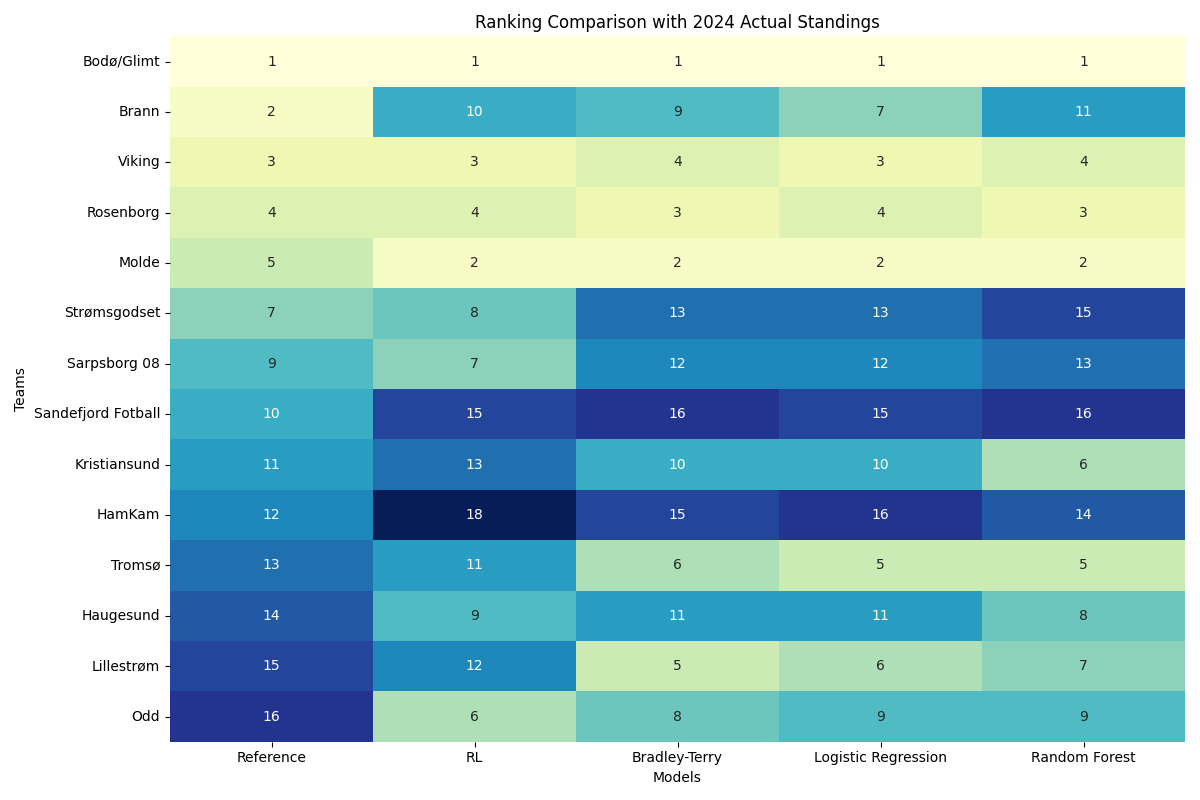 Ranking Comparison with 2024 Actual Standings
Teams
Bodø/Glimt 1 1 1 1 1
Brann 2 10 9 7 11
Viking 3 3 4 3 4
Rosenborg 4 4 3 4 3
Molde 5 2 2 2 2
Strømsgodset 7 8 13 13 15
Sarpsborg 08 9 7 12 12 13
Sandefjord Fotball 10 15 16 15 16
Kristiansund 11 13 10 10 6
HamKam 12 18 15 16 14
Tromsø 13 11 6 5 5
Haugesund 14 9 11 11 8
Lillestrøm 15 12 5 6 7
Odd 16 6 8 9 9
Reference RL Bradley-Terry Logistic Regression Random Forest
Models